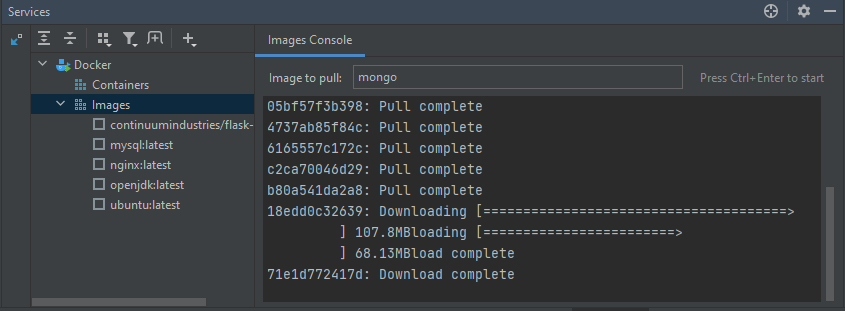 Services
Docker
Containers
Images
continuumindustries/flask-
mysql:latest
nginx:latest
openjdk:latest
ubuntu:latest
Images Console
Image to pull: mongo Press Ctrl+Enter to start
05bf57f3b398: Pull complete
4737ab85f84c: Pull complete
6165557c172c: Pull complete
c2ca70046d29: Pull complete
b80a541da2a8: Pull complete
18edd0c32639: Downloading [======================================>
] 107.8MBloading [========================>
] 68.13MBload complete
71e1d772417d: Download complete